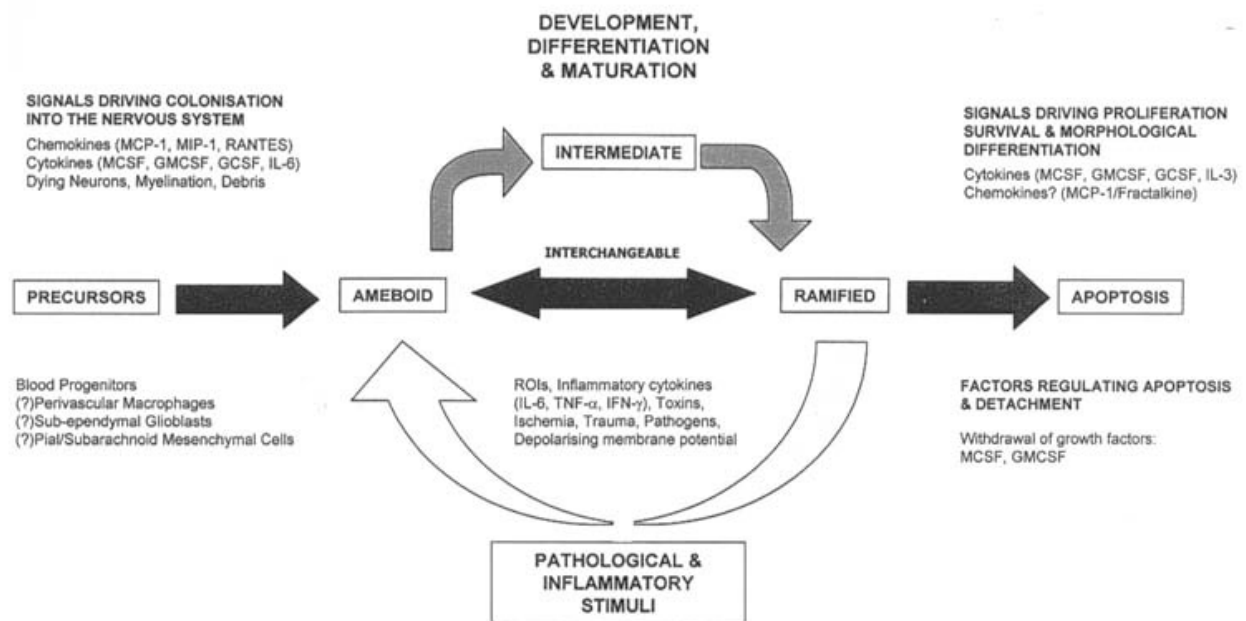 DEVELOPMENT,
DIFFERENTIATION
& MATURATION
SIGNALS DRIVING COLONISATION
INTO THE NERVOUS SYSTEM
Chemokines (MCP-1, MIP-1, RANTES)
Cytokines (MCSF, GMCSF, GCSF, IL-6)
Dying Neurons, Myelination, Debris
INTERMEDIATE
SIGNALS DRIVING PROLIFERATION
SURVIVAL & MORPHOLOGICAL
DIFFERENTIATION
Cytokines (MCSF, GMCSF, GCSF, IL-3)
Chemokines? (MCP-1/Fractalkine)
INTERCHANGEABLE
PRECURSORS
AMEBOID
RAMIFIED
APOPTOSIS
Blood Progenitors
(?)Perivascular Macrophages
(?)Sub-ependymal Glioblasts
(?)Pial/Subarachnoid Mesenchymal Cells
ROIs, Inflammatory cytokines
(IL-6, TNF-α, IFN-γ), Toxins,
Ischemia, Trauma, Pathogens,
Depolarising membrane potential
FACTORS REGULATING APOPTOSIS
& DETACHMENT
Withdrawal of growth factors:
MCSF, GMCSF
PATHOLOGICAL &
INFLAMMATORY
STIMULI